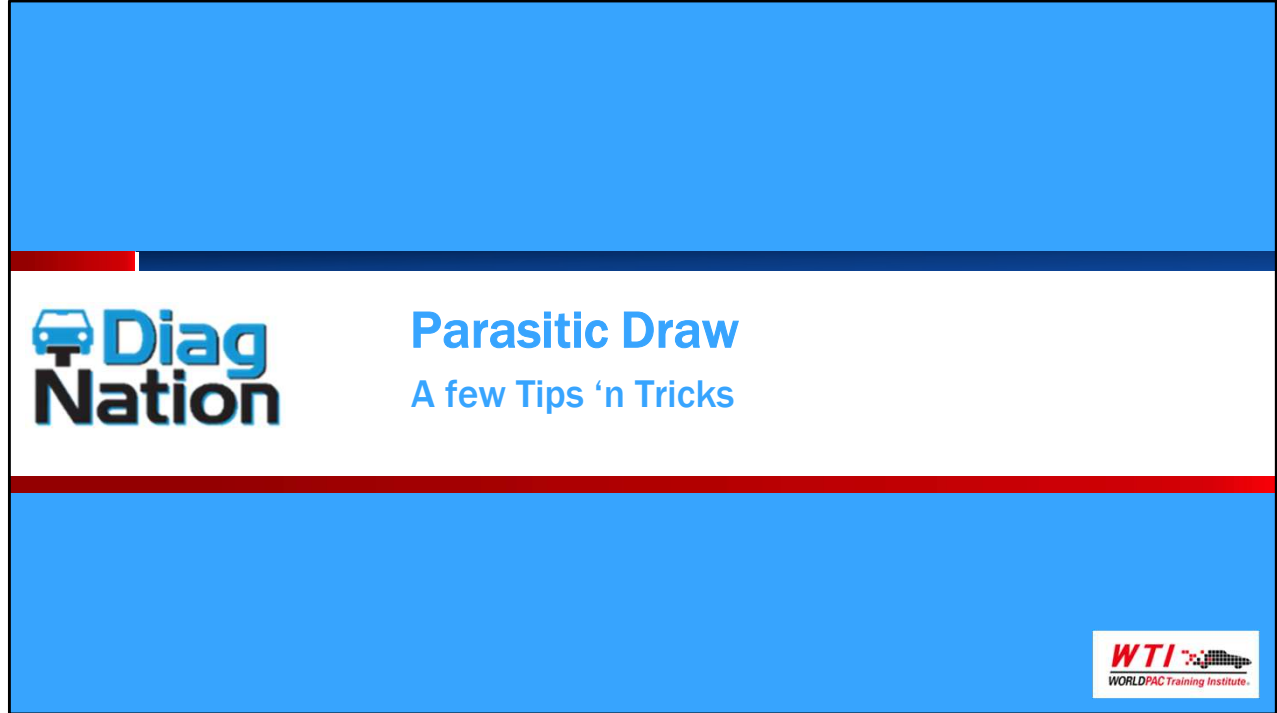 Diag
Nation
Parasitic Draw
A few Tips ‘n Tricks
WTI
WORLDPAC Training Institute®